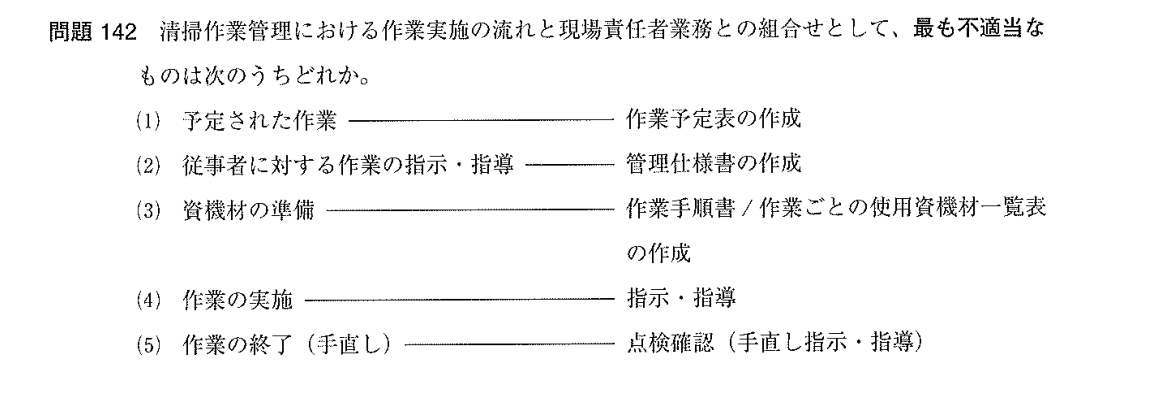 問題 142 清掃作業管理における作業実施の流れと現場責任者業務との組合せとして、最も不適当な
ものは次のうちどれか。
(1) 予定された作業 ――― 作業予定表の作成
(2) 従事者に対する作業の指示・指導 ――― 管理仕様書の作成
(3) 資機材の準備 ――― 作業手順書 / 作業ごとの使用資機材一覧表
の作成
(4) 作業の実施 ――― 指示・指導
(5) 作業の終了（手直し）――― 点検確認（手直し指示・指導）